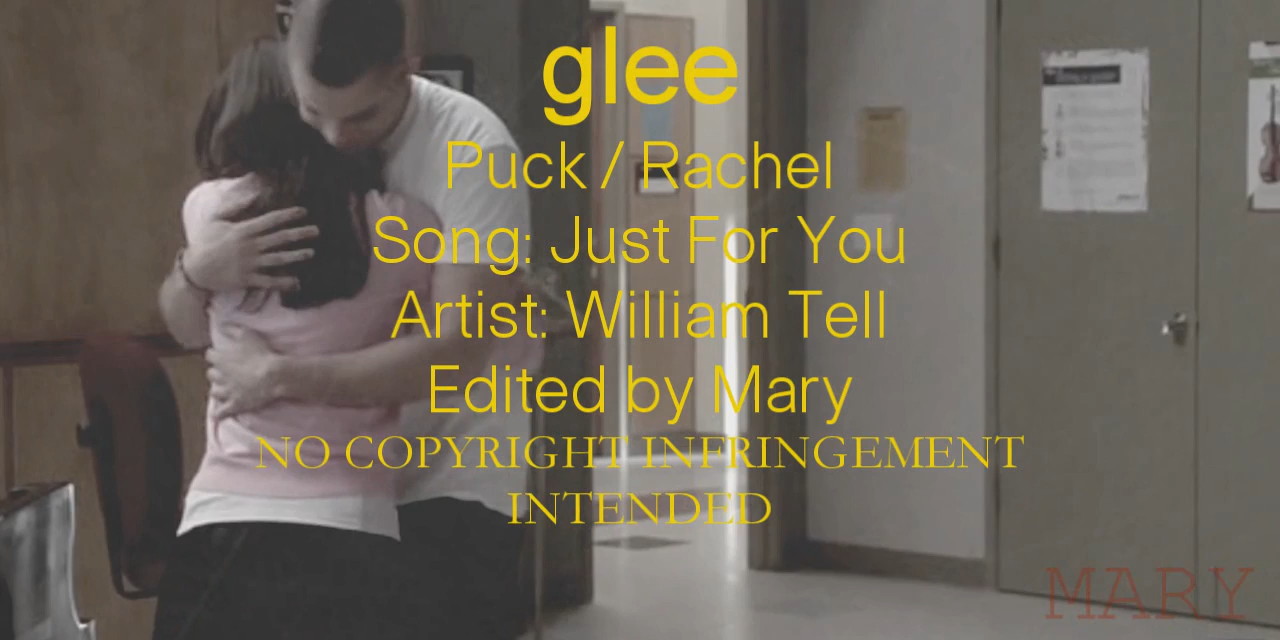 glee
Puck / Rachel
Song: Just For You
Artist: William Tell
Edited by Mary
NO COPYRIGHT INFRINGEMENT
INTENDED
MARY